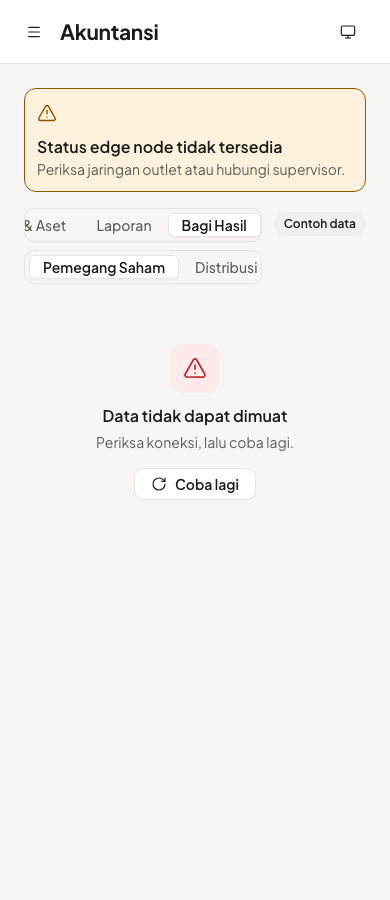 Akuntansi
Status edge node tidak tersedia
Periksa jaringan outlet atau hubungi supervisor.
& Aset Laporan Bagi Hasil Contoh data
Pemegang Saham Distribusi
Data tidak dapat dimuat
Periksa koneksi, lalu coba lagi.
Coba lagi